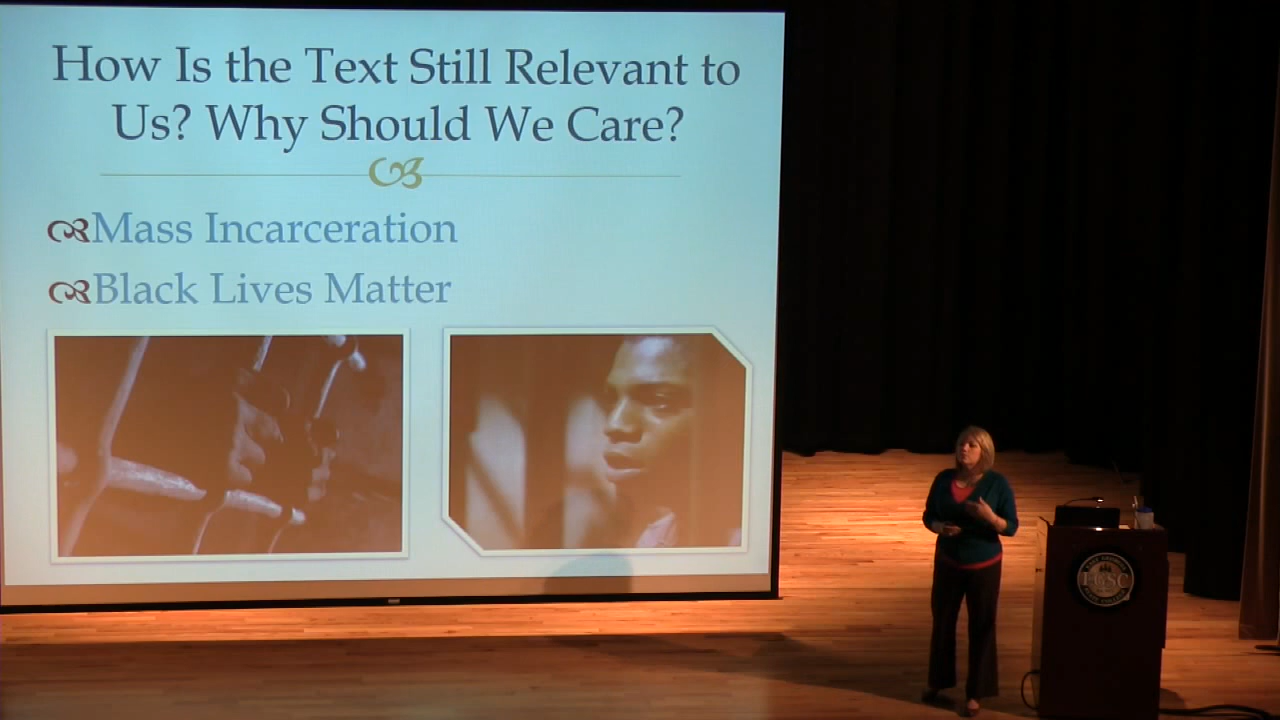 How Is the Text Still Relevant to
Us? Why Should We Care?
Mass Incarceration
Black Lives Matter
EGSC